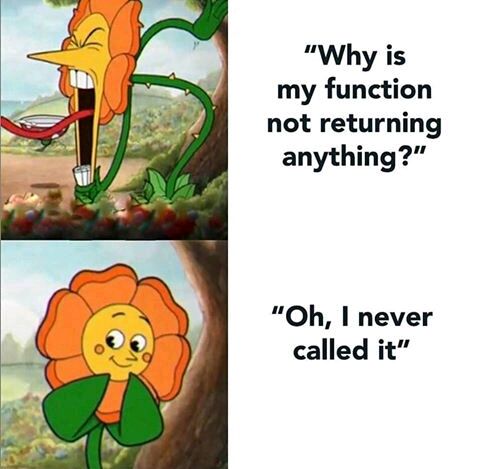 “Why is
my function
not returning
anything?”
“Oh, I never
called it”